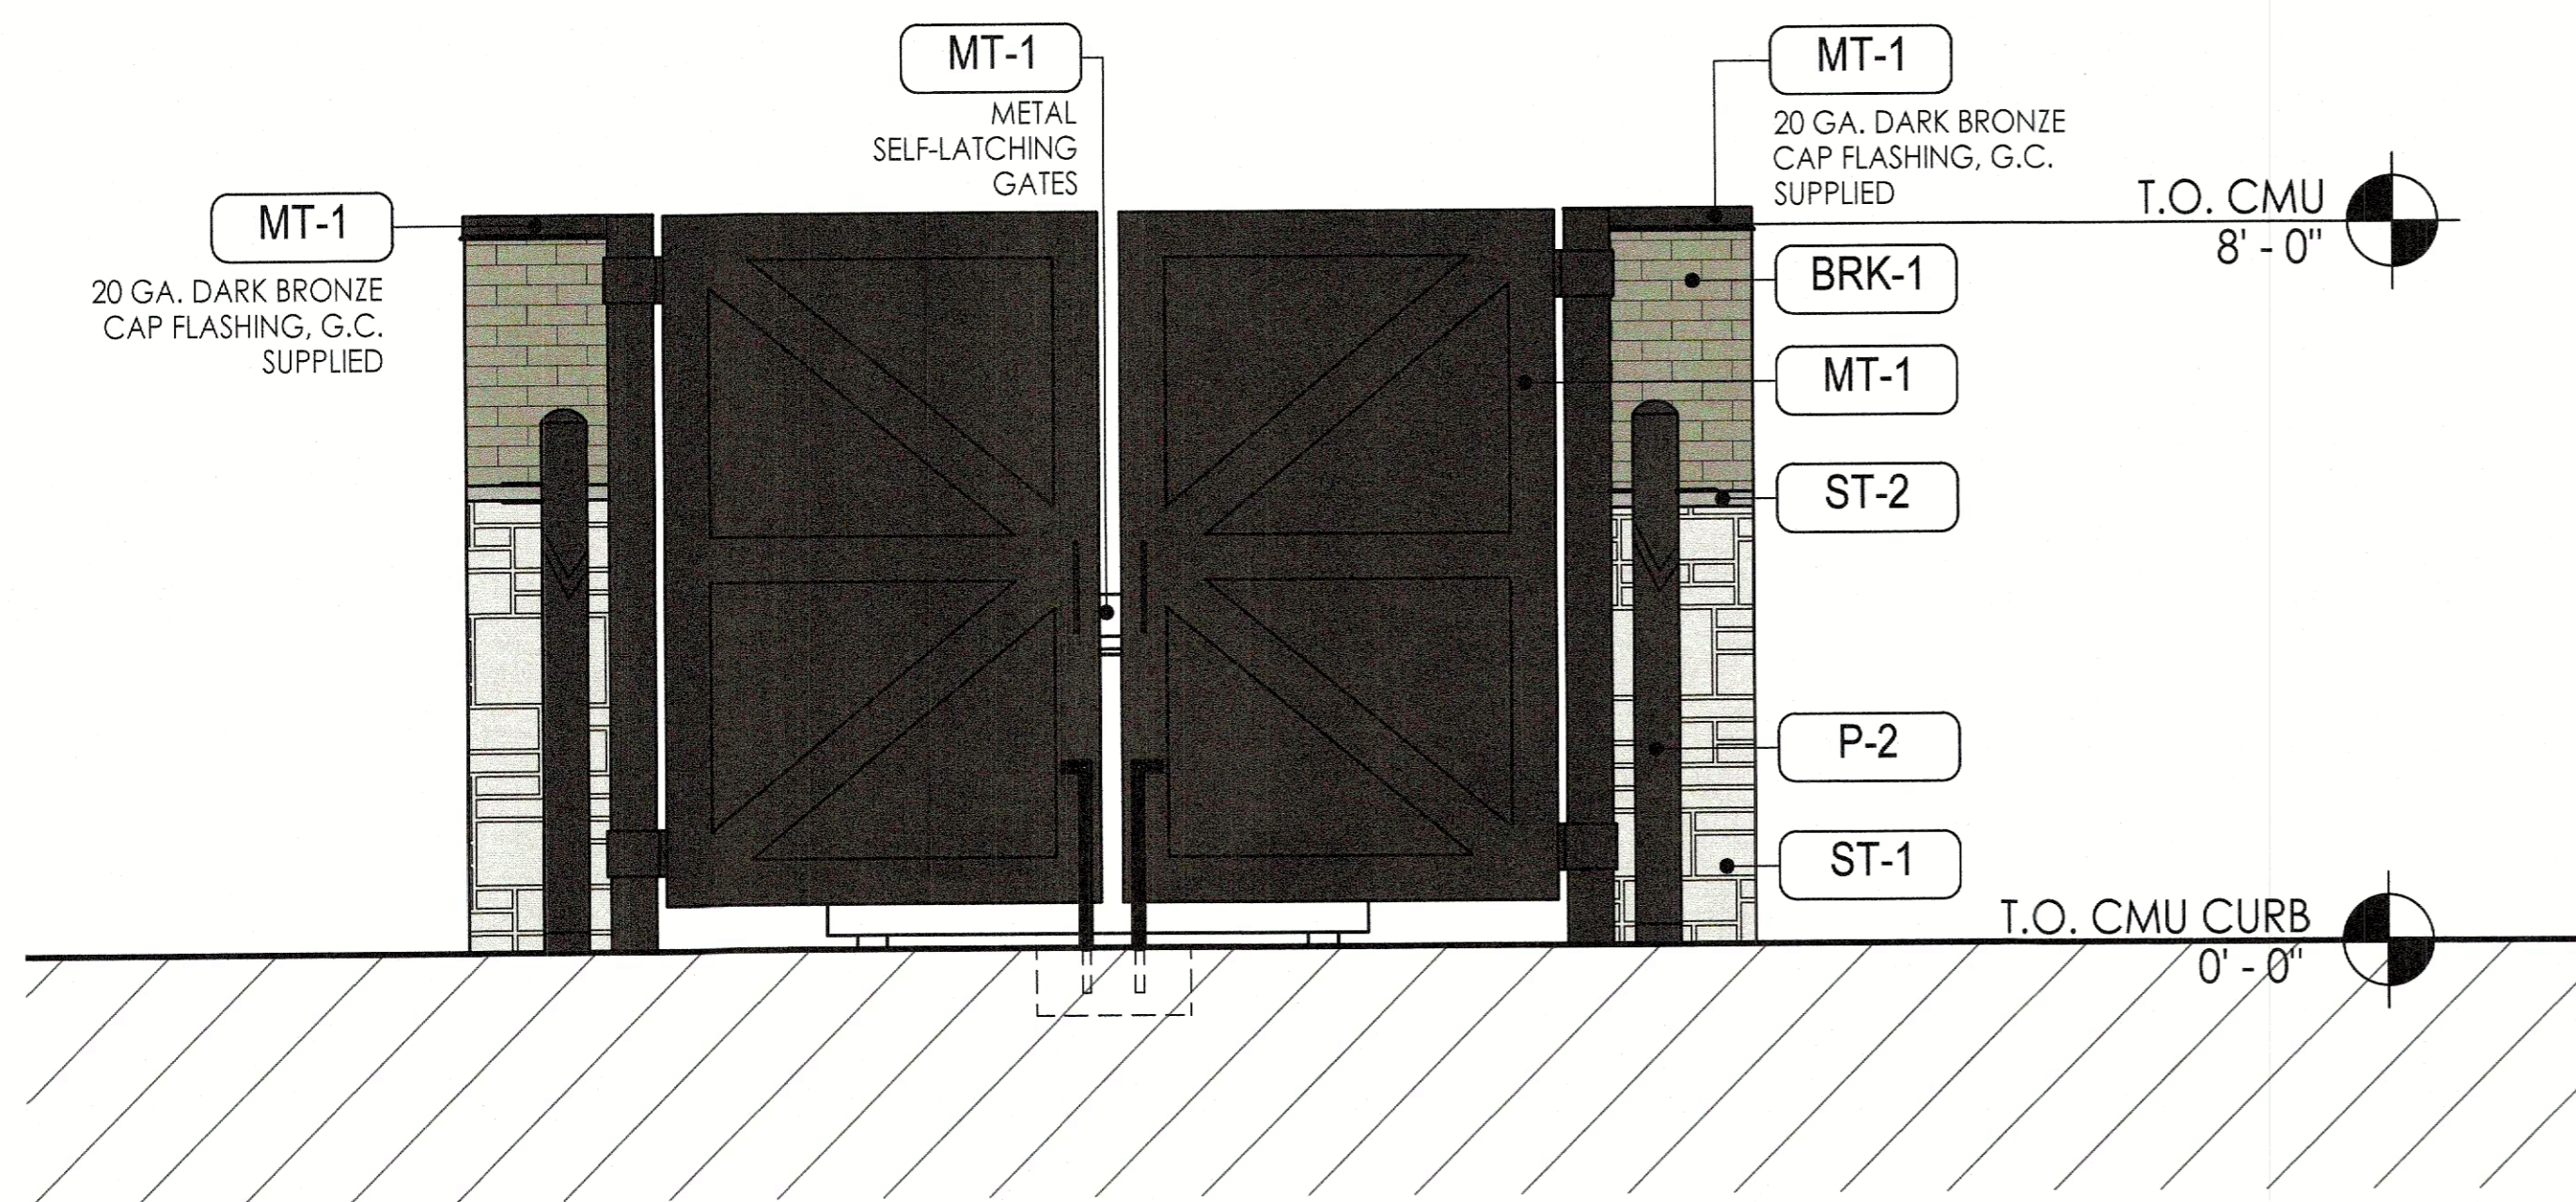 MT-1
METAL
SELF-LATCHING
GATES
MT-1
20 GA. DARK BRONZE
CAP FLASHING, G.C.
SUPPLIED
MT-1
20 GA. DARK BRONZE
CAP FLASHING, G.C.
SUPPLIED
T.O. CMU
8' - 0"
BRK-1
MT-1
ST-2
P-2
ST-1
T.O. CMU CURB
0' - 0"